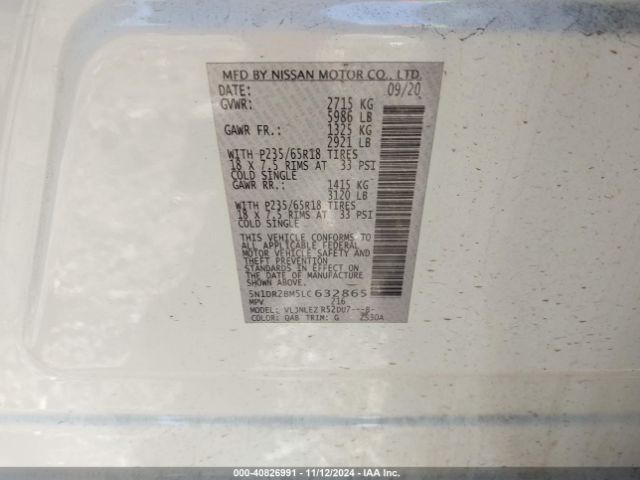 MFD BY NISSAN MOTOR CO., LTD.
DATE: 09/20
GVWR: 2715 KG
5986 LB
GAWR FR.: 1325 KG
2921 LB
WITH P235/65R18 TIRES
18 X 7.5 RIMS AT 33 PSI
COLD SINGLE
GAWR RR.: 1415 KG
3120 LB
WITH P235/65R18 TIRES
18 X 7.5 RIMS AT 33 PSI
COLD SINGLE
THIS VEHICLE CONFORMS TO
ALL APPLICABLE FEDERAL
MOTOR VEHICLE SAFETY AND
THEFT PREVENTION
STANDARDS IN EFFECT ON
THE DATE OF MANUFACTURE
SHOWN ABOVE.
5N1DR2BM5LC632865
MPV 216
MODEL: VLJNLEZ R52DU7---B-
COLOR: QAB TRIM: G 2530A
000-40826991 - 11/12/2024 - IAA Inc.